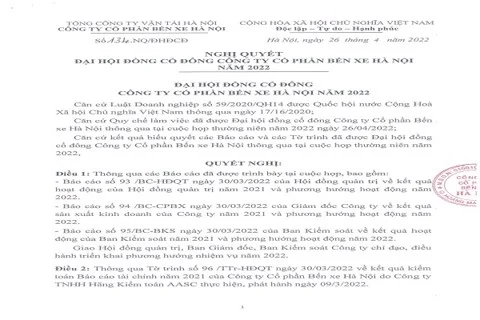 TỔNG CÔNG TY VẬN TẢI HÀ NỘI
CÔNG TY CỔ PHẦN BẾN XE HÀ NỘI
CỘNG HÒA XÃ HỘI CHỦ NGHĨA VIỆT NAM
Độc lập – Tự do – Hạnh phúc
Số:134.NQ/ĐHĐCĐ
Hà Nội, ngày 26 tháng 4 năm 2022
NGHỊ QUYẾT
ĐẠI HỘI ĐỒNG CỔ ĐÔNG CÔNG TY CỔ PHẦN BẾN XE HÀ NỘI
NĂM 2022
ĐẠI HỘI ĐỒNG CỔ ĐÔNG
CÔNG TY CỔ PHẦN BẾN XE HÀ NỘI NĂM 2022
Căn cứ Luật Doanh nghiệp số 59/2020/QH14 được Quốc hội nước Cộng Hoà
Xã hội Chủ nghĩa Việt Nam thông qua ngày 17/16/2020;
Căn cứ Quy chế làm việc đã được Đại hội đồng cổ đông Công ty Cổ phần Bến
xe Hà Nội thông qua tại cuộc họp thường niên năm 2022 ngày 26/04/2022;
Căn cứ kết quả biểu quyết các Báo cáo và các Tờ trình đã được Đại hội đồng
cổ đông Công ty Cổ phần Bến xe Hà Nội thông qua tại cuộc họp thường niên năm
2022,
QUYẾT NGHỊ:
Điều 1: Thông qua các Báo cáo đã được trình bày tại cuộc họp, bao gồm:
- Báo cáo số 93 /BC-HĐQT ngày 30/03/2022 của Hội đồng quản trị về kết quả
hoạt động của Hội đồng quản trị năm 2021 và phương hướng hoạt động năm
2022.
- Báo cáo số 94 /BC-CPBX ngày 30/03/2022 của Giám đốc Công ty về kết quả
sản xuất kinh doanh của Công ty năm 2021 và phương hướng hoạt động năm
2022.
- Báo cáo số 95/BC-BKS ngày 30/03/2022 của Ban Kiểm soát về kết quả hoạt
động của Ban Kiểm soát năm 2021 và phương hướng hoạt động năm 2022.
Giao Hội đồng quản trị, Ban Giám đốc, Ban Kiểm soát Công ty chỉ đạo, điều
hành triển khai phương hướng nhiệm vụ năm 2022.
Điều 2: Thông qua Tờ trình số 96 /TTr-HĐQT ngày 30/03/2022 về kết quả kiểm
toán Báo cáo tài chính năm 2021 của Công ty Cổ phần Bến xe Hà Nội do Công ty
TNHH Hãng Kiểm toán AASC thực hiện, phát hành ngày 09/3/2022.
1